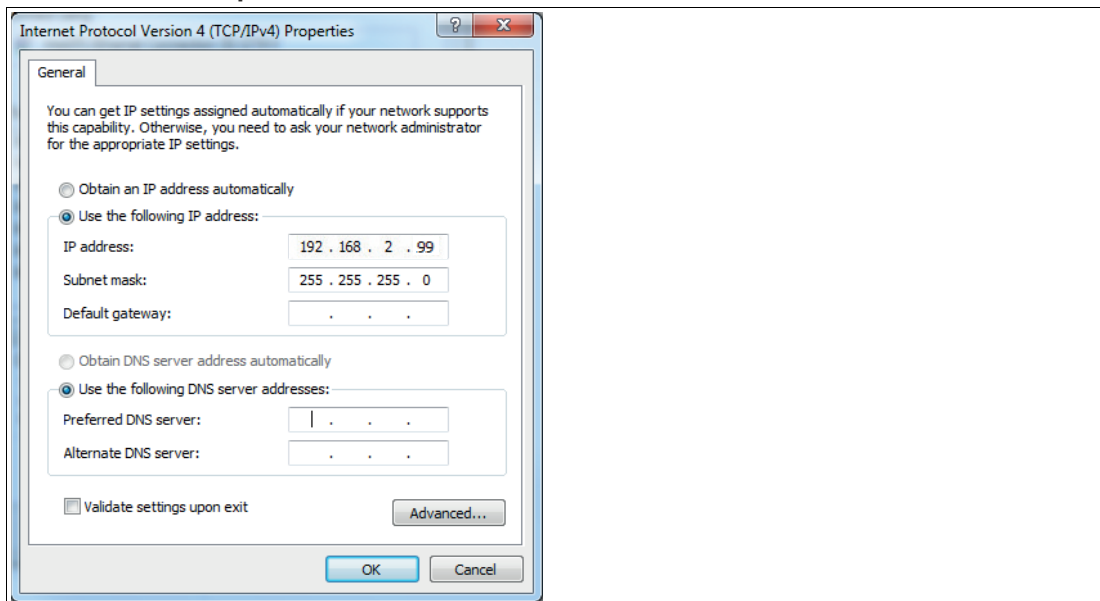 Internet Protocol Version 4 (TCP/IPv4) Properties
General
You can get IP settings assigned automatically if your network supports
this capability. Otherwise, you need to ask your network administrator
for the appropriate IP settings.
Obtain an IP address automatically
Use the following IP address:
IP address: 192 . 168 . 2 . 99
Subnet mask: 255 . 255 . 255 . 0
Default gateway: . . .
Obtain DNS server address automatically
Use the following DNS server addresses:
Preferred DNS server: . . .
Alternate DNS server: . . .
Validate settings upon exit
Advanced...
OK Cancel